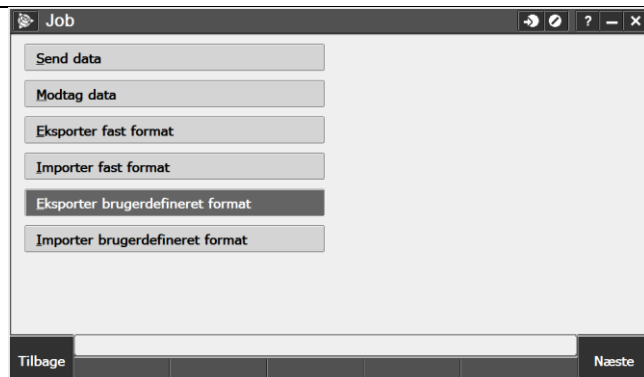 Job
?
Send data
Modtag data
Eksporter fast format
Importer fast format
Eksporter brugerdefineret format
Importer brugerdefineret format
Tilbage
Næste